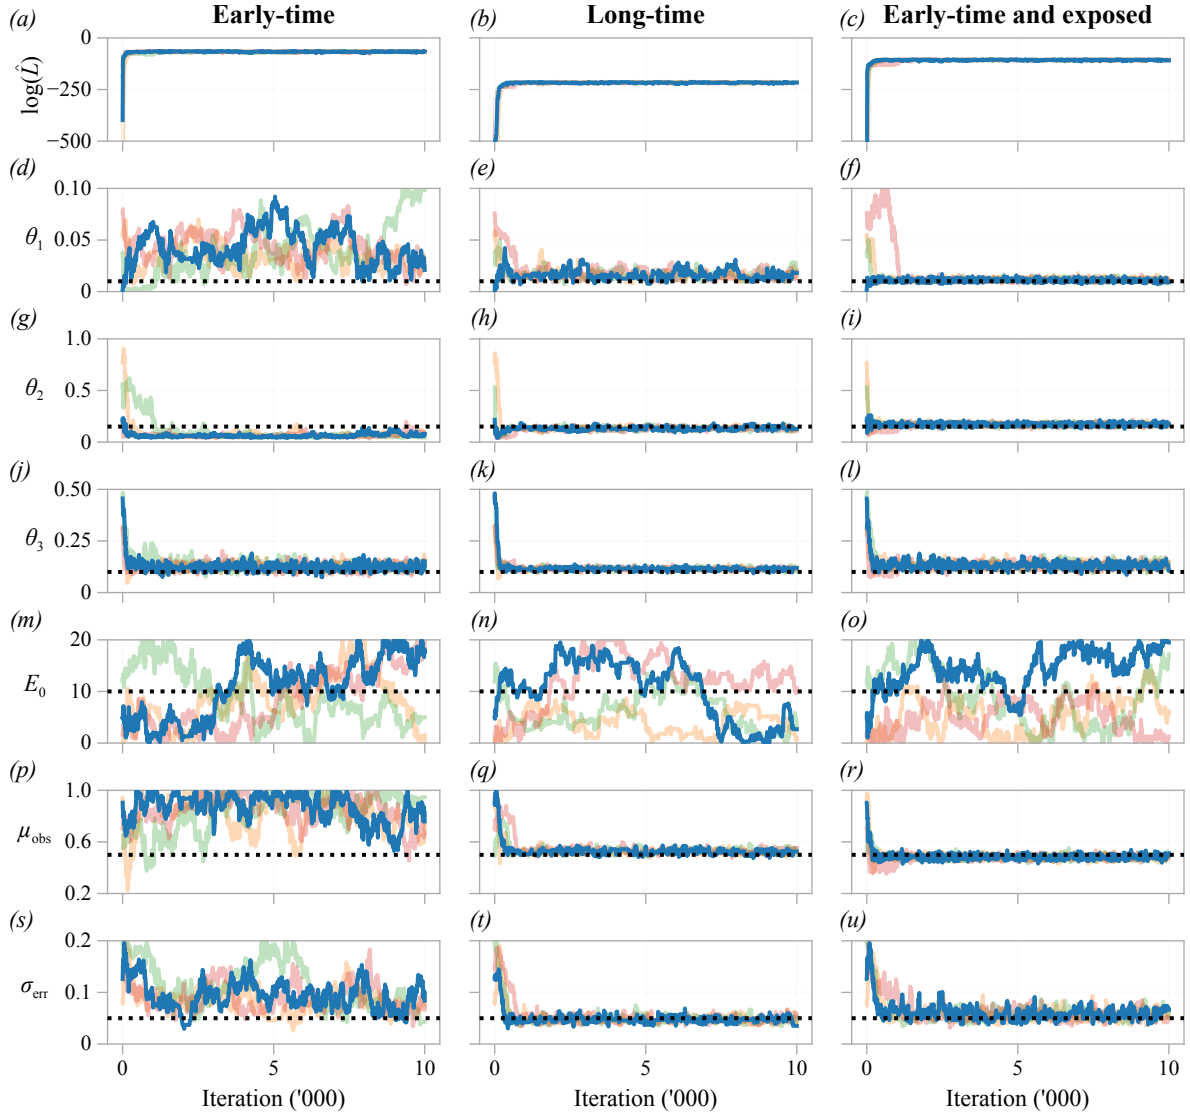 (a) Early-time (b) Long-time (c) Early-time and exposed
log(L̂) 0 −250 −500
(d) (e) (f)
θ1 0.10 0.05 0
(g) (h) (i)
θ2 1.0 0.5 0
(j) (k) (l)
θ3 0.50 0.25 0
(m) (n) (o)
E0 20 10 0
(p) (q) (r)
μobs 1.0 0.6 0.2
(s) (t) (u)
σerr 0.2 0.1 0
0 5 10 0 5 10 0 5 10
Iteration ('000) Iteration ('000) Iteration ('000)